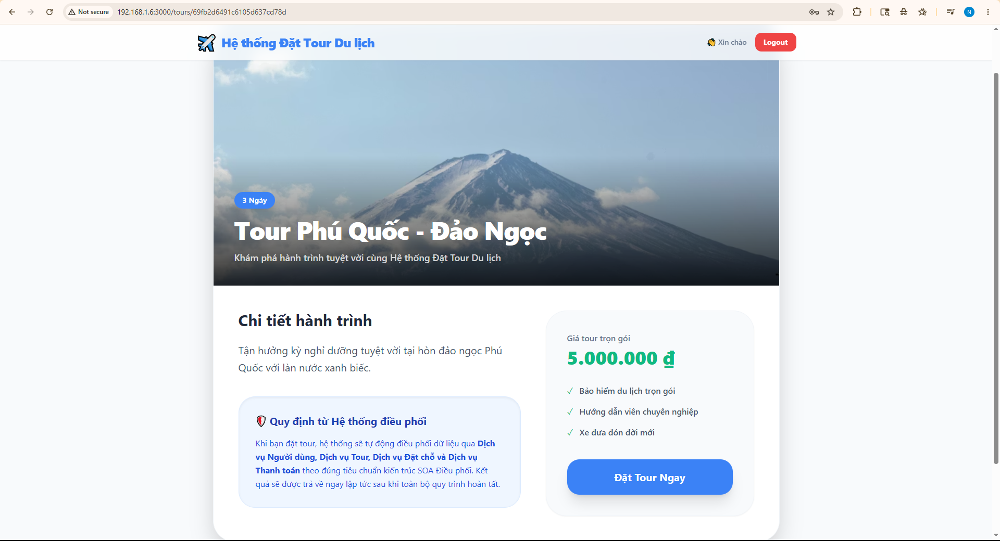 Not secure
192.168.1.6:3000/tours/69fb2d6491c6105d637cd78d
N
Hệ thống Đặt Tour Du lịch
Xin chào
Logout
3 Ngày
Tour Phú Quốc - Đảo Ngọc
Khám phá hành trình tuyệt vời cùng Hệ thống Đặt Tour Du lịch
Chi tiết hành trình
Tận hưởng kỳ nghỉ dưỡng tuyệt vời tại hòn đảo ngọc Phú
Quốc với làn nước xanh biếc.
Quy định từ Hệ thống điều phối
Khi bạn đặt tour, hệ thống sẽ tự động điều phối dữ liệu qua Dịch
vụ Người dùng, Dịch vụ Tour, Dịch vụ Đặt chỗ và Dịch vụ
Thanh toán theo đúng tiêu chuẩn kiến trúc SOA Điều phối. Kết
quả sẽ được trả về ngay lập tức sau khi toàn bộ quy trình hoàn tất.
Giá tour trọn gói
5.000.000 ₫
✓ Bảo hiểm du lịch trọn gói
✓ Hướng dẫn viên chuyên nghiệp
✓ Xe đưa đón đời mới
Đặt Tour Ngay